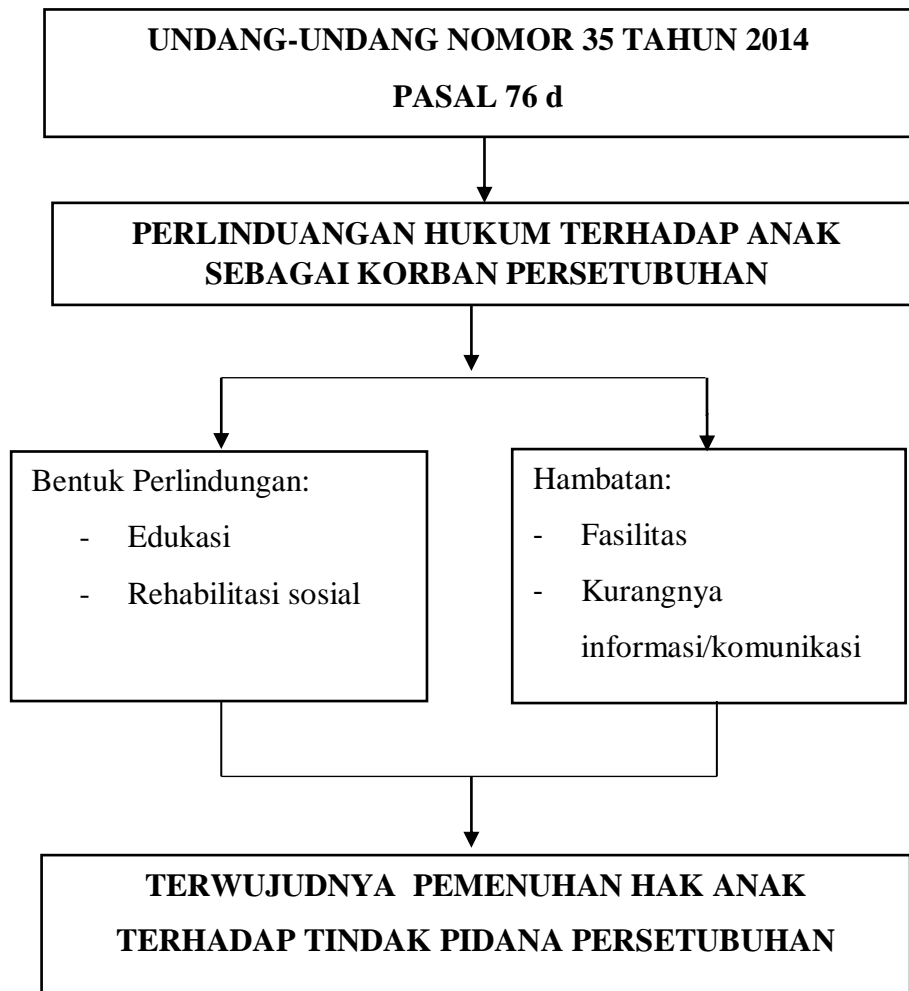 UNDANG-UNDANG NOMOR 35 TAHUN 2014
PASAL 76 d
PERLINDUANGAN HUKUM TERHADAP ANAK
SEBAGAI KORBAN PERSETUBUHAN
Bentuk Perlindungan:
- Edukasi
- Rehabilitasi sosial
Hambatan:
- Fasilitas
- Kurangnya
informasi/komunikasi
TERWUJUDNYA PEMENUHAN HAK ANAK
TERHADAP TINDAK PIDANA PERSETUBUHAN